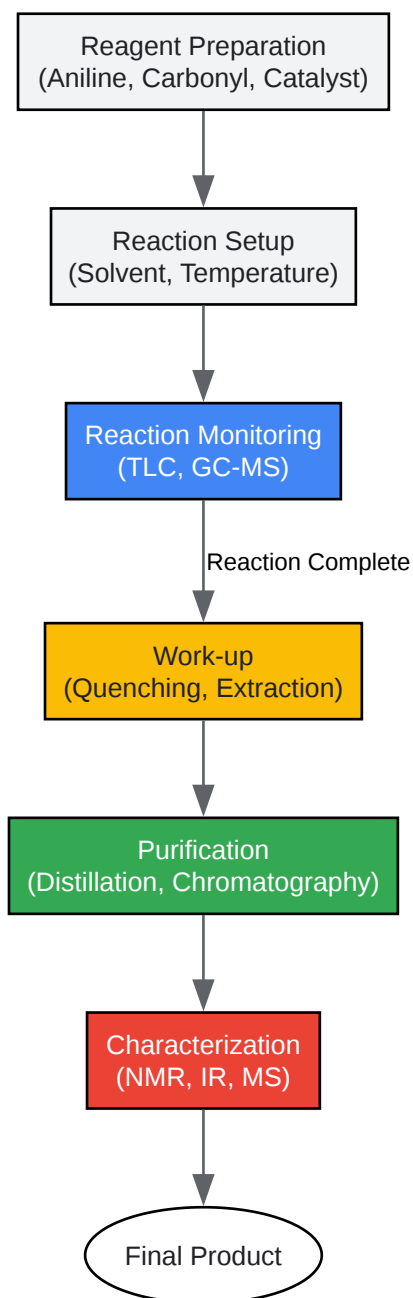 Reagent Preparation
(Aniline, Carbonyl, Catalyst)
Reaction Setup
(Solvent, Temperature)
Reaction Monitoring
(TLC, GC-MS)
Reaction Complete
Work-up
(Quenching, Extraction)
Purification
(Distillation, Chromatography)
Characterization
(NMR, IR, MS)
Final Product